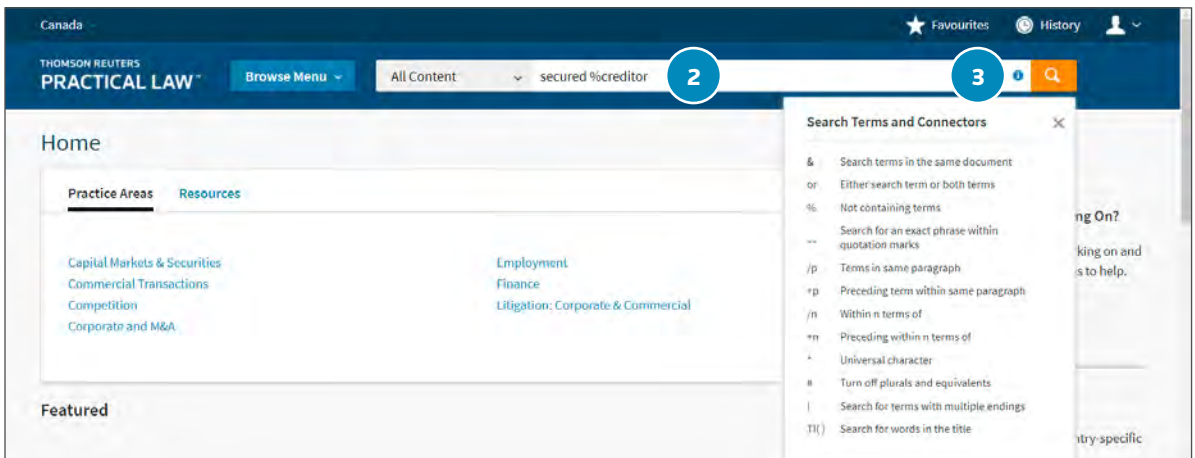 Canada
Favourites
History
THOMSON REUTERS
PRACTICAL LAW™
Browse Menu
All Content
secured %creditor
2
3
Home
Practice Areas
Resources
Capital Markets & Securities
Commercial Transactions
Competition
Corporate and M&A
Employment
Finance
Litigation: Corporate & Commercial
Featured
Search Terms and Connectors
& Search terms in the same document
or Either search term or both terms
% Not containing terms
Search for an exact phrase within
quotation marks
/p Terms in same paragraph
+p Preceding term within same paragraph
/n Within n terms of
+n Preceding within n terms of
* Universal character
# Turn off plurals and equivalents
| Search for terms with multiple endings
TI() Search for words in the title
ng On?
king on and
s to help.
ntry-specific